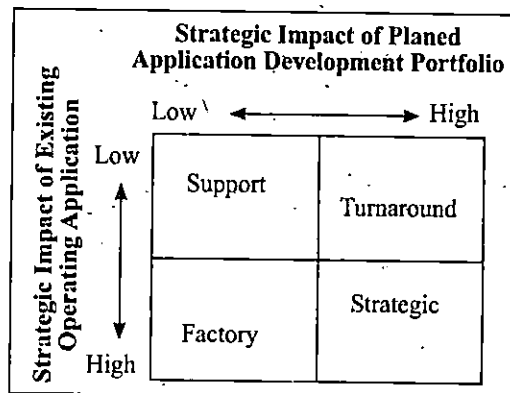 Strategic Impact of Planed
Application Development Portfolio
Low High
Strategic Impact of Existing
Operating Application
Low
Support
Turnaround
Strategic
Factory
High